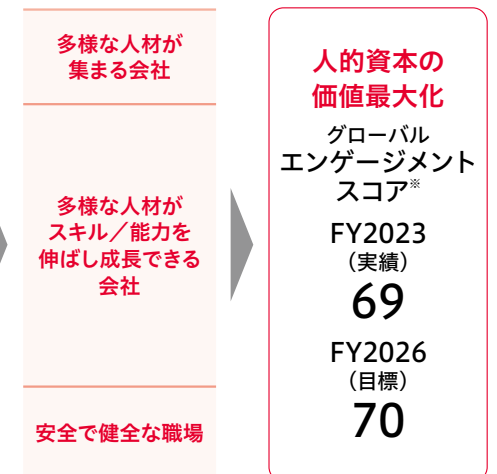 多様な人材が
集まる会社
多様な人材が
スキル／能力を
伸ばし成長できる
会社
安全で健全な職場
人的資本の
価値最大化
グローバル
エンゲージメント
スコア※
FY2023
（実績）
69
FY2026
（目標）
70